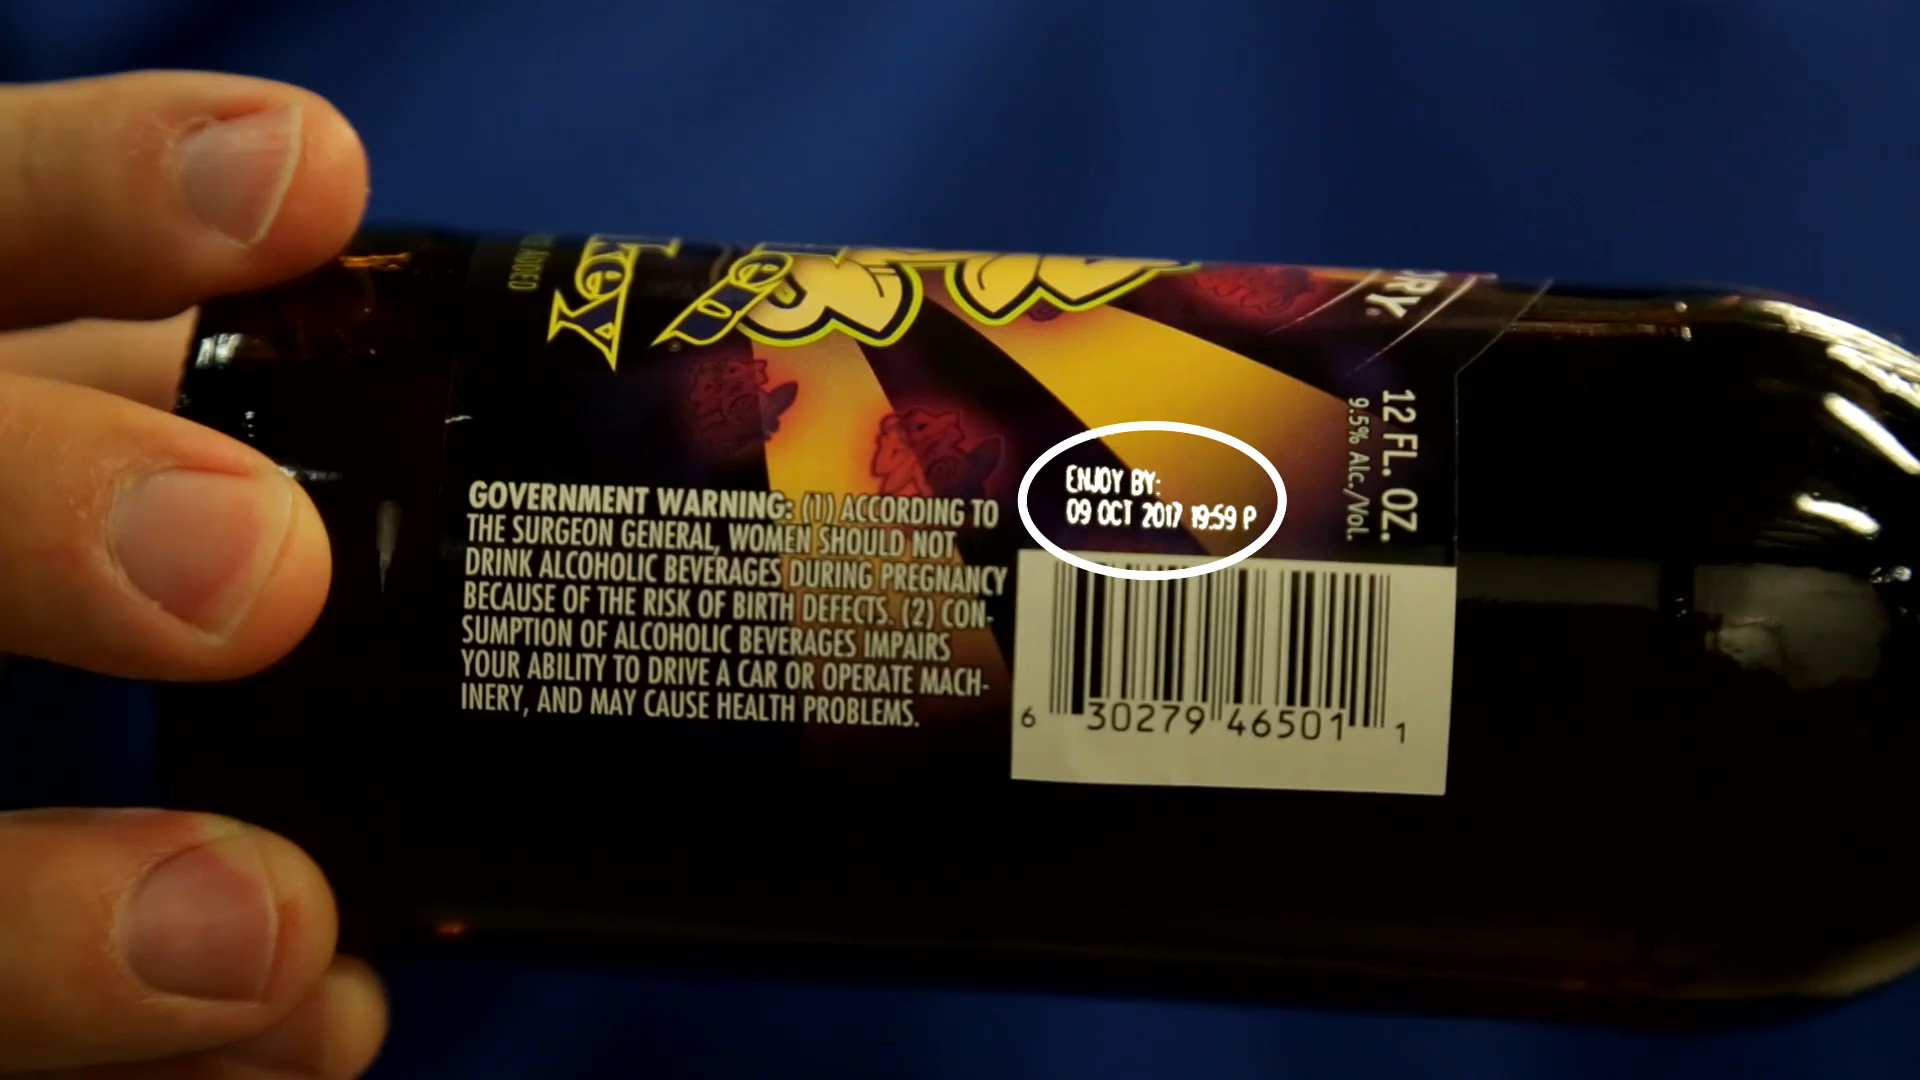 ORY
12 FL. OZ.
9.5% Alc./Vol.
ENJOY BY:
09 OCT 2017 19:59 P
GOVERNMENT WARNING: (1) ACCORDING TO
THE SURGEON GENERAL, WOMEN SHOULD NOT
DRINK ALCOHOLIC BEVERAGES DURING PREGNANCY
BECAUSE OF THE RISK OF BIRTH DEFECTS. (2) CON-
SUMPTION OF ALCOHOLIC BEVERAGES IMPAIRS
YOUR ABILITY TO DRIVE A CAR OR OPERATE MACH-
INERY, AND MAY CAUSE HEALTH PROBLEMS.
6 30279 46501 1